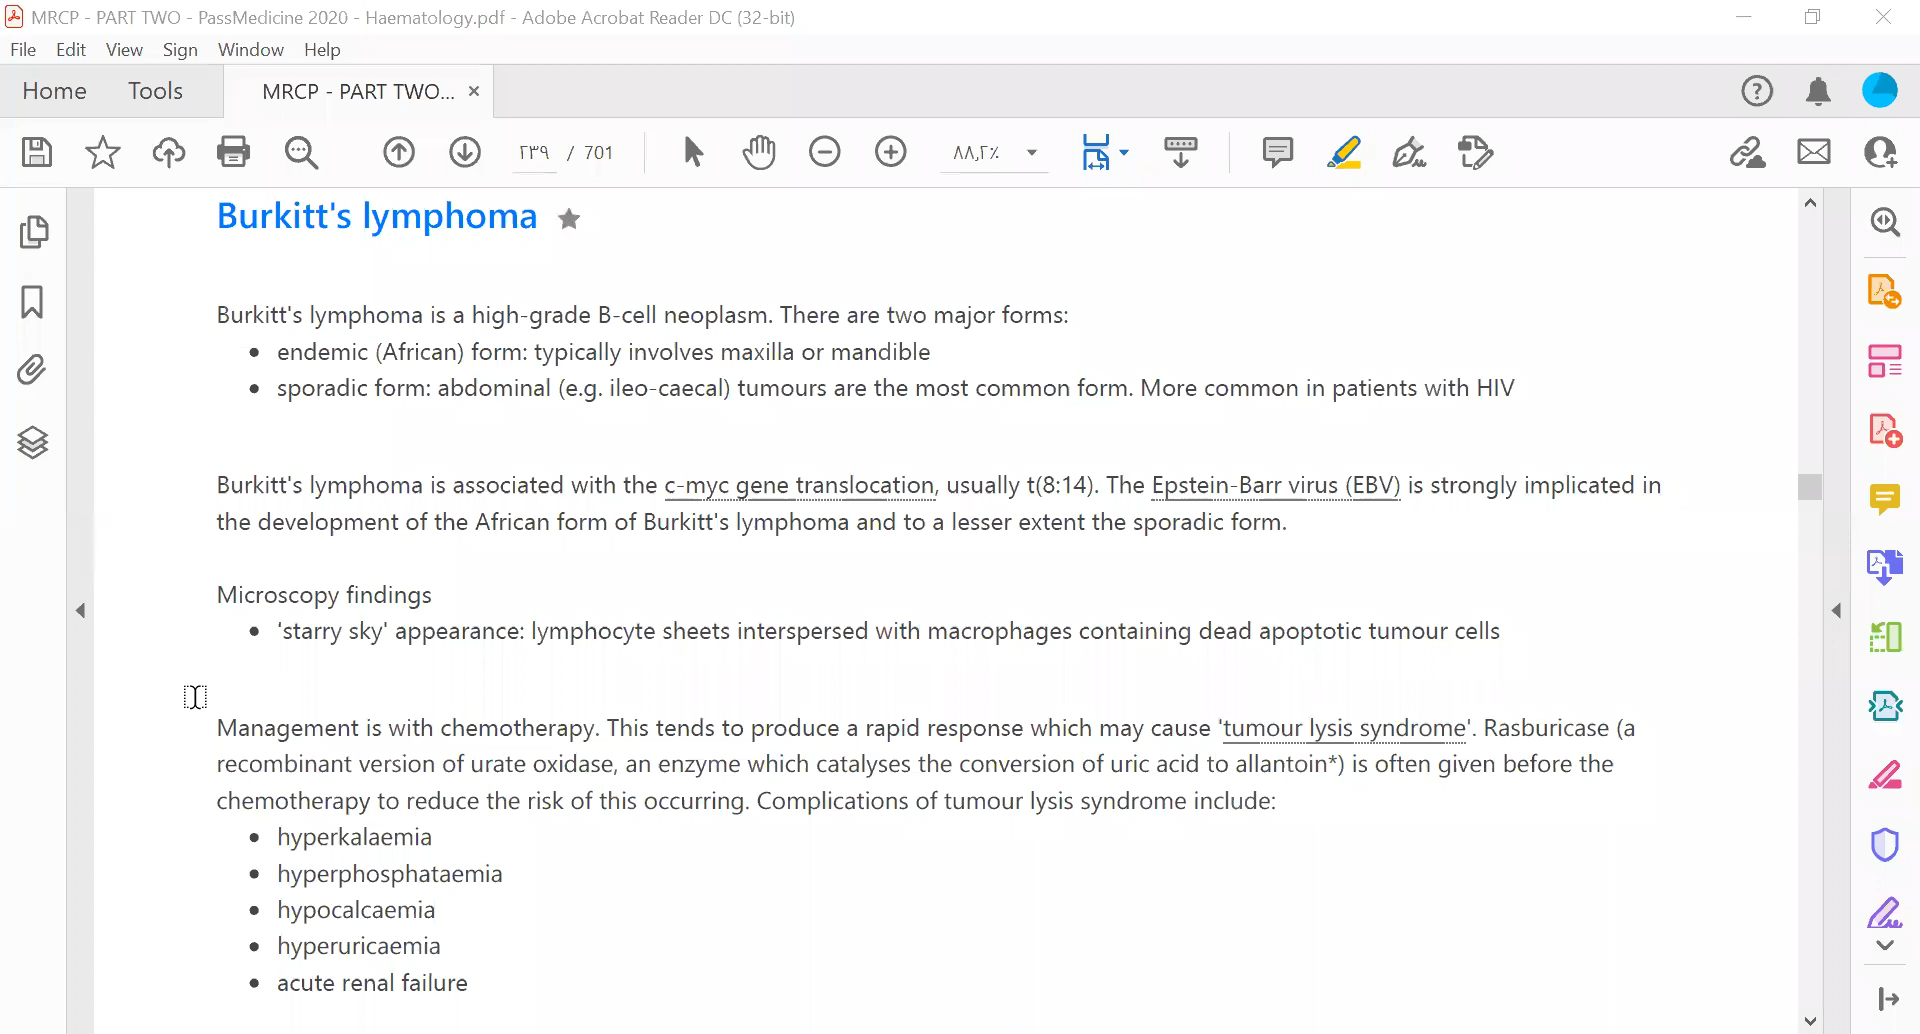 MRCP - PART TWO - PassMedicine 2020 - Haematology.pdf - Adobe Acrobat Reader DC (32-bit)
File Edit View Sign Window Help
Home Tools MRCP - PART TWO...
٢٣٩ / 701 ٨٨,٢٪
Burkitt's lymphoma
Burkitt's lymphoma is a high-grade B-cell neoplasm. There are two major forms:
• endemic (African) form: typically involves maxilla or mandible
• sporadic form: abdominal (e.g. ileo-caecal) tumours are the most common form. More common in patients with HIV
Burkitt's lymphoma is associated with the c-myc gene translocation, usually t(8:14). The Epstein-Barr virus (EBV) is strongly implicated in
the development of the African form of Burkitt's lymphoma and to a lesser extent the sporadic form.
Microscopy findings
• 'starry sky' appearance: lymphocyte sheets interspersed with macrophages containing dead apoptotic tumour cells
Management is with chemotherapy. This tends to produce a rapid response which may cause 'tumour lysis syndrome'. Rasburicase (a
recombinant version of urate oxidase, an enzyme which catalyses the conversion of uric acid to allantoin*) is often given before the
chemotherapy to reduce the risk of this occurring. Complications of tumour lysis syndrome include:
• hyperkalaemia
• hyperphosphataemia
• hypocalcaemia
• hyperuricaemia
• acute renal failure